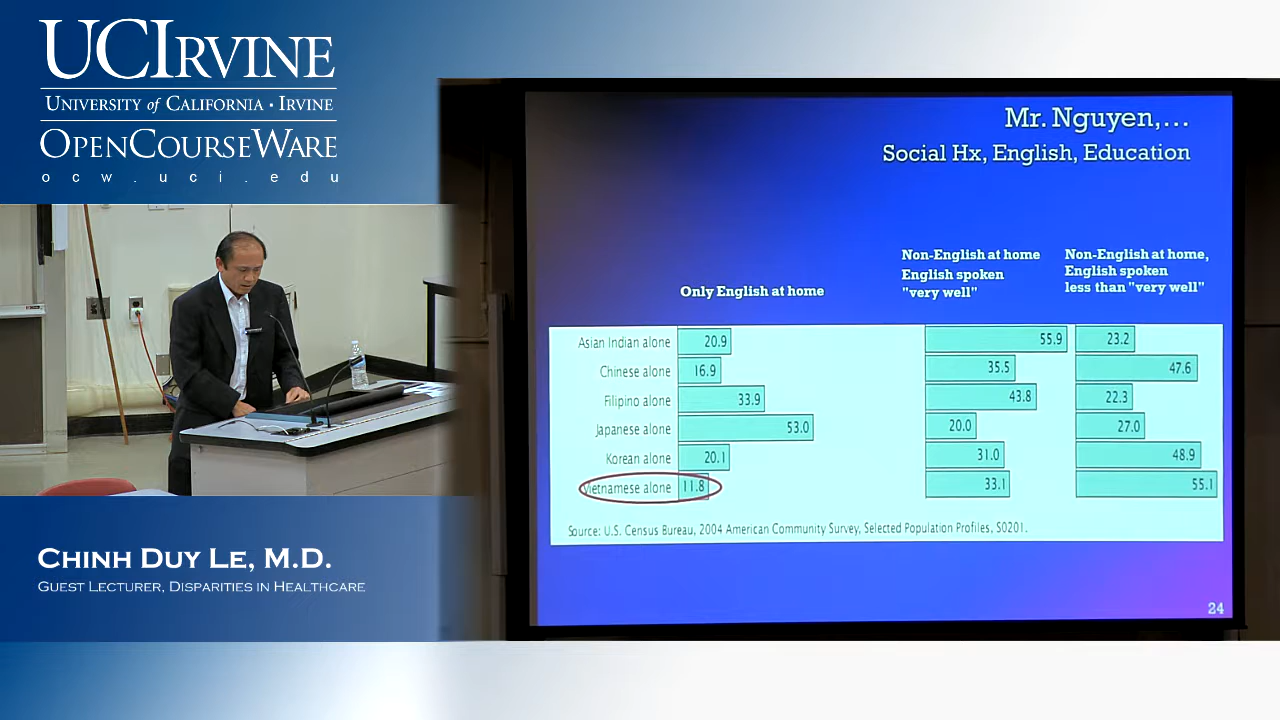 UCIRVINE
UNIVERSITY of CALIFORNIA · IRVINE
OPENCOURSEWARE
ocw.uci.edu
CHINH DUY LE, M.D.
GUEST LECTURER, DISPARITIES IN HEALTHCARE
Mr. Nguyen,...
Social Hx, English, Education
Only English at home
Non-English at home
English spoken
"very well"
Non-English at home,
English spoken
less than "very well"
Asian Indian alone 20.9 55.9 23.2
Chinese alone 16.9 35.5 47.6
Filipino alone 33.9 43.8 22.3
Japanese alone 53.0 20.0 27.0
Korean alone 20.1 31.0 48.9
Vietnamese alone 11.8 33.1 55.1
Source: U.S. Census Bureau, 2004 American Community Survey, Selected Population Profiles, S0201.
24